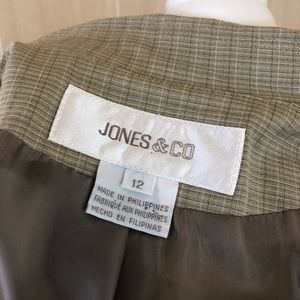 JONES & CO
12
MADE IN PHILIPPINES
FABRIQUÉ AUX PHILIPPINES
HECHO EN FILIPINAS